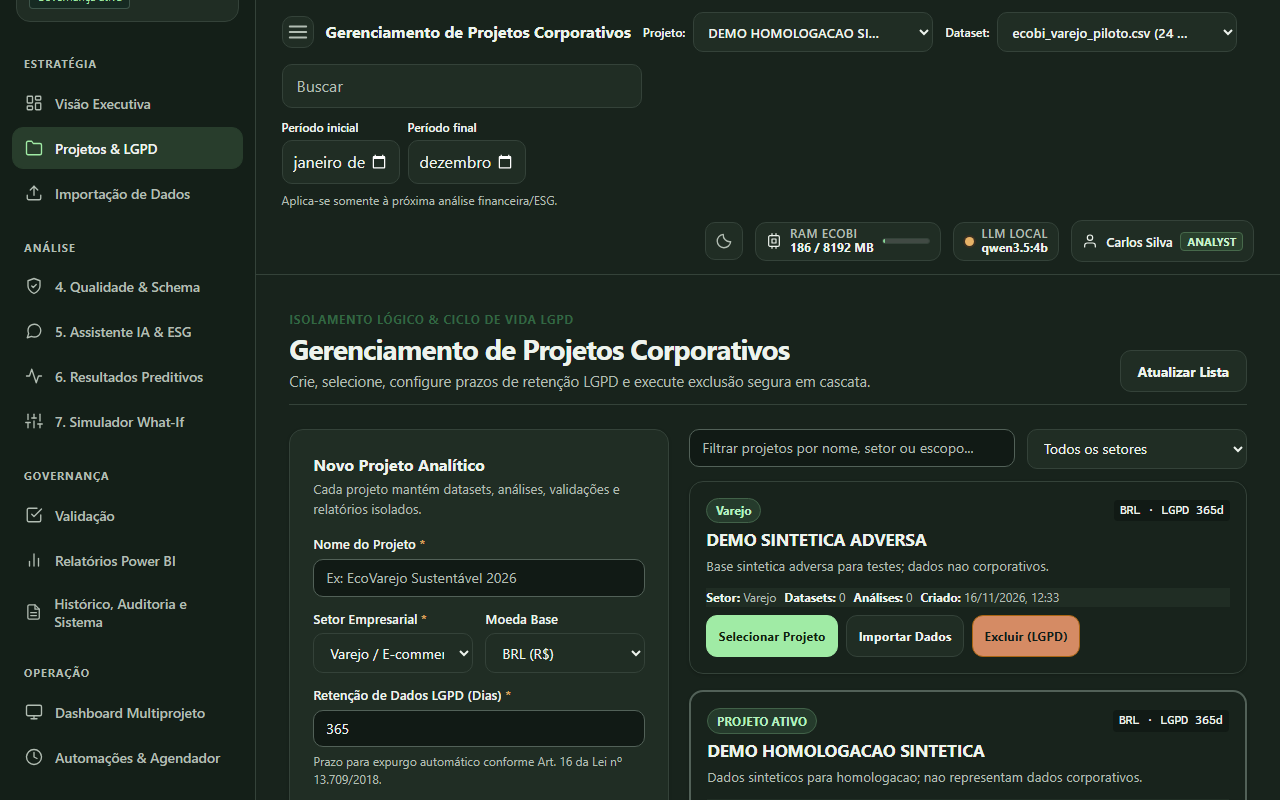 ESTRATÉGIA
Visão Executiva
Projetos & LGPD
Importação de Dados
ANÁLISE
4. Qualidade & Schema
5. Assistente IA & ESG
6. Resultados Preditivos
7. Simulador What-If
GOVERNANÇA
Validação
Relatórios Power BI
Histórico, Auditoria e
Sistema
OPERAÇÃO
Dashboard Multiprojeto
Automações & Agendador
Gerenciamento de Projetos Corporativos
Projeto:
DEMO HOMOLOGACAO SI...
Dataset:
ecobi_varejo_piloto.csv (24 ...
Buscar
Período inicial
Período final
janeiro de
dezembro
Aplica-se somente à próxima análise financeira/ESG.
RAM ECOBI
186 / 8192 MB
LLM LOCAL
qwen3.5:4b
Carlos Silva
ANALYST
ISOLAMENTO LÓGICO & CICLO DE VIDA LGPD
Gerenciamento de Projetos Corporativos
Crie, selecione, configure prazos de retenção LGPD e execute exclusão segura em cascata.
Atualizar Lista
Novo Projeto Analítico
Cada projeto mantém datasets, análises, validações e
relatórios isolados.
Nome do Projeto *
Ex: EcoVarejo Sustentável 2026
Setor Empresarial *
Moeda Base
Varejo / E-commer
BRL (R$)
Retenção de Dados LGPD (Dias) *
365
Prazo para expurgo automático conforme Art. 16 da Lei nº
13.709/2018.
Filtrar projetos por nome, setor ou escopo...
Todos os setores
Varejo
BRL · LGPD 365d
DEMO SINTETICA ADVERSA
Base sintetica adversa para testes; dados nao corporativos.
Setor: Varejo Datasets: 0 Análises: 0 Criado: 16/11/2026, 12:33
Selecionar Projeto
Importar Dados
Excluir (LGPD)
PROJETO ATIVO
BRL · LGPD 365d
DEMO HOMOLOGACAO SINTETICA
Dados sinteticos para homologacao; nao representam dados corporativos.